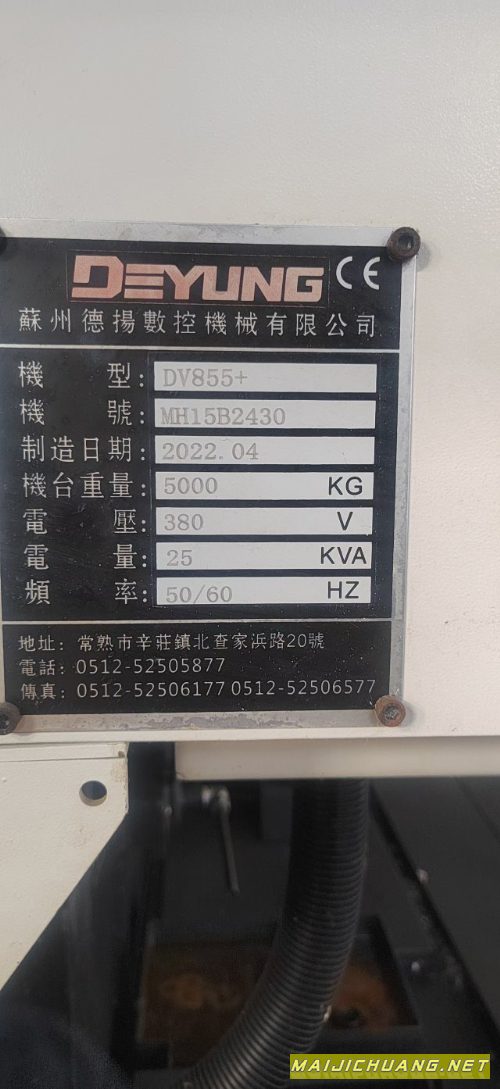 DEYUNG CE
蘇州德揚數控機械有限公司
機 型: DV855+
機 號: MH15B2430
制造日期: 2022.04
機台重量: 5000 KG
電 壓: 380 V
電 量: 25 KVA
頻 率: 50/60 HZ
地址: 常熟市辛莊鎮北查家浜路20號
電話: 0512-52505877
傳真: 0512-52506177 0512-52506577
MAIJICHUANG.NET